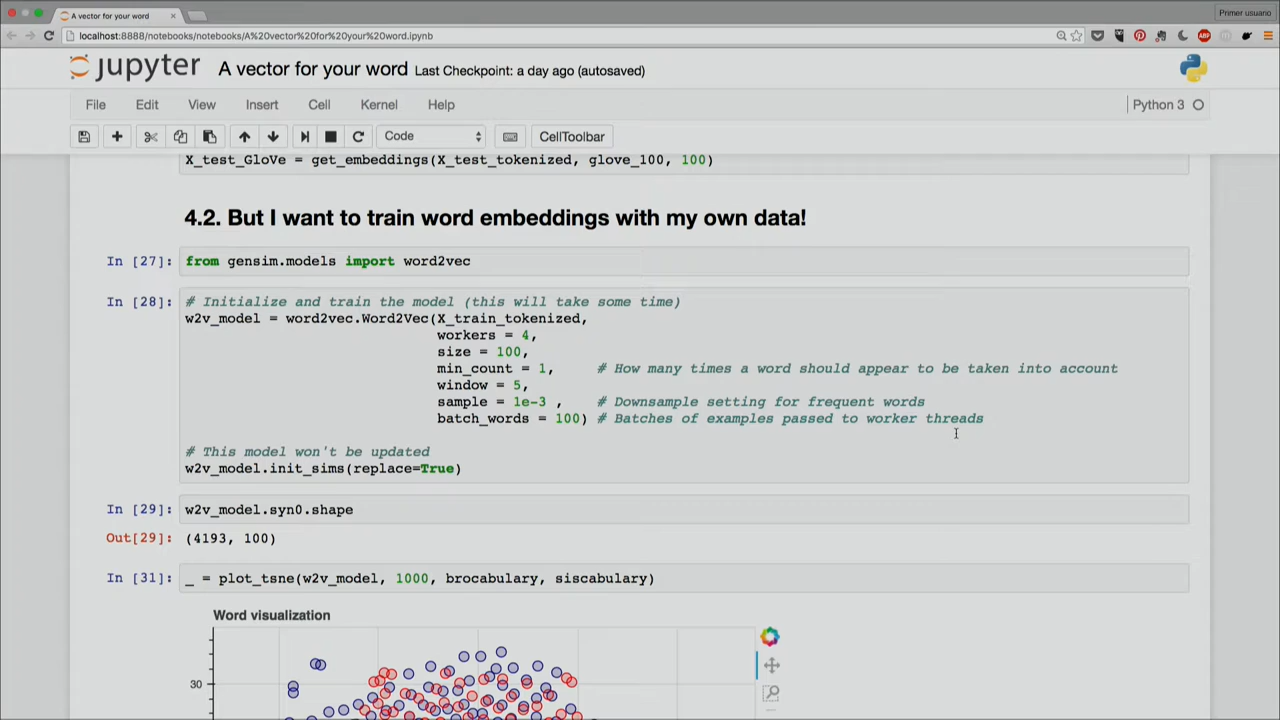 A vector for your word
Primer usuario
localhost:8888/notebooks/notebooks/A%20vector%20for%20your%20word.ipynb
jupyter A vector for your word Last Checkpoint: a day ago (autosaved)
File Edit View Insert Cell Kernel Help Python 3
Code CellToolbar
X_test_GloVe = get_embeddings(X_test_tokenized, glove_100, 100)
4.2. But I want to train word embeddings with my own data!
In [27]: from gensim.models import word2vec
In [28]: # Initialize and train the model (this will take some time)
w2v_model = word2vec.Word2Vec(X_train_tokenized,
workers = 4,
size = 100,
min_count = 1, # How many times a word should appear to be taken into account
window = 5,
sample = 1e-3 , # Downsample setting for frequent words
batch_words = 100) # Batches of examples passed to worker threads
# This model won't be updated
w2v_model.init_sims(replace=True)
In [29]: w2v_model.syn0.shape
Out[29]: (4193, 100)
In [31]: _ = plot_tsne(w2v_model, 1000, brocabulary, siscabulary)
Word visualization
30